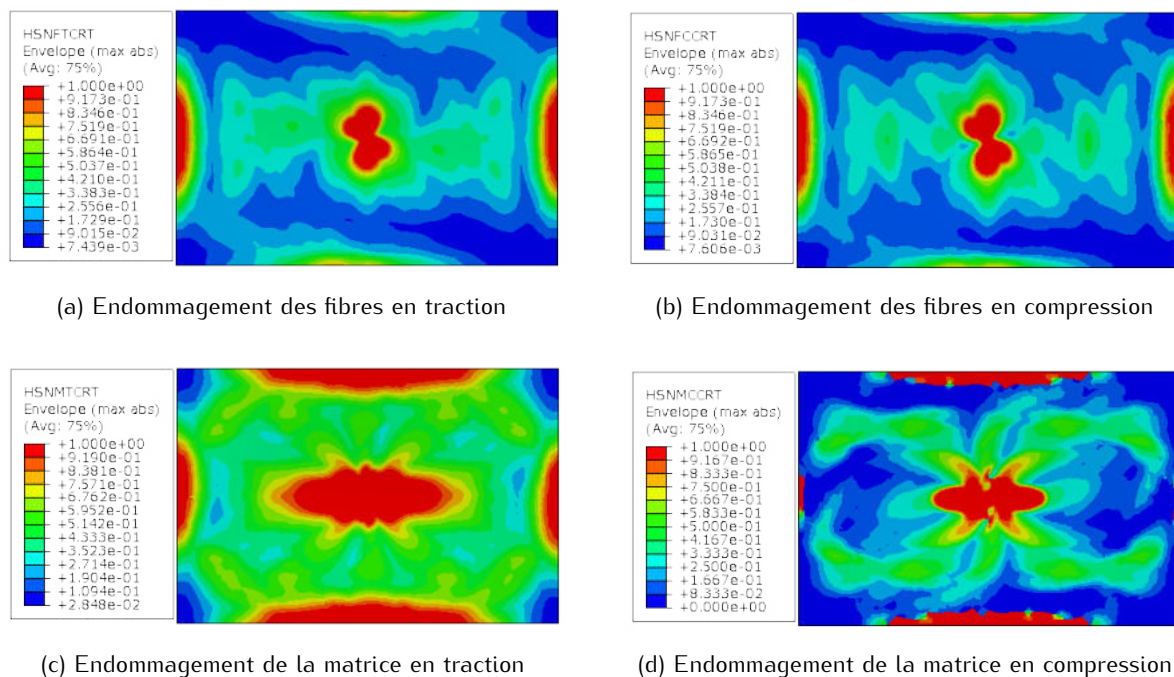 HSNFTCRT
Envelope (max abs)
(Avg: 75%)
+1.000e+00
+9.173e-01
+8.346e-01
+7.519e-01
+6.691e-01
+5.864e-01
+5.037e-01
+4.210e-01
+3.383e-01
+2.556e-01
+1.729e-01
+9.015e-02
+7.439e-03
HSNFCCRT
Envelope (max abs)
(Avg: 75%)
+1.000e+00
+9.173e-01
+8.346e-01
+7.519e-01
+6.692e-01
+5.865e-01
+5.038e-01
+4.211e-01
+3.384e-01
+2.557e-01
+1.730e-01
+9.031e-02
+7.606e-03
(a) Endommagement des fibres en traction
(b) Endommagement des fibres en compression
HSNMTCRT
Envelope (max abs)
(Avg: 75%)
+1.000e+00
+9.190e-01
+8.381e-01
+7.571e-01
+6.762e-01
+5.952e-01
+5.142e-01
+4.333e-01
+3.523e-01
+2.714e-01
+1.904e-01
+1.094e-01
+2.848e-02
HSNMCCRT
Envelope (max abs)
(Avg: 75%)
+1.000e+00
+9.167e-01
+8.333e-01
+7.500e-01
+6.667e-01
+5.833e-01
+5.000e-01
+4.167e-01
+3.333e-01
+2.500e-01
+1.667e-01
+8.333e-02
+0.000e+00
(c) Endommagement de la matrice en traction
(d) Endommagement de la matrice en compression